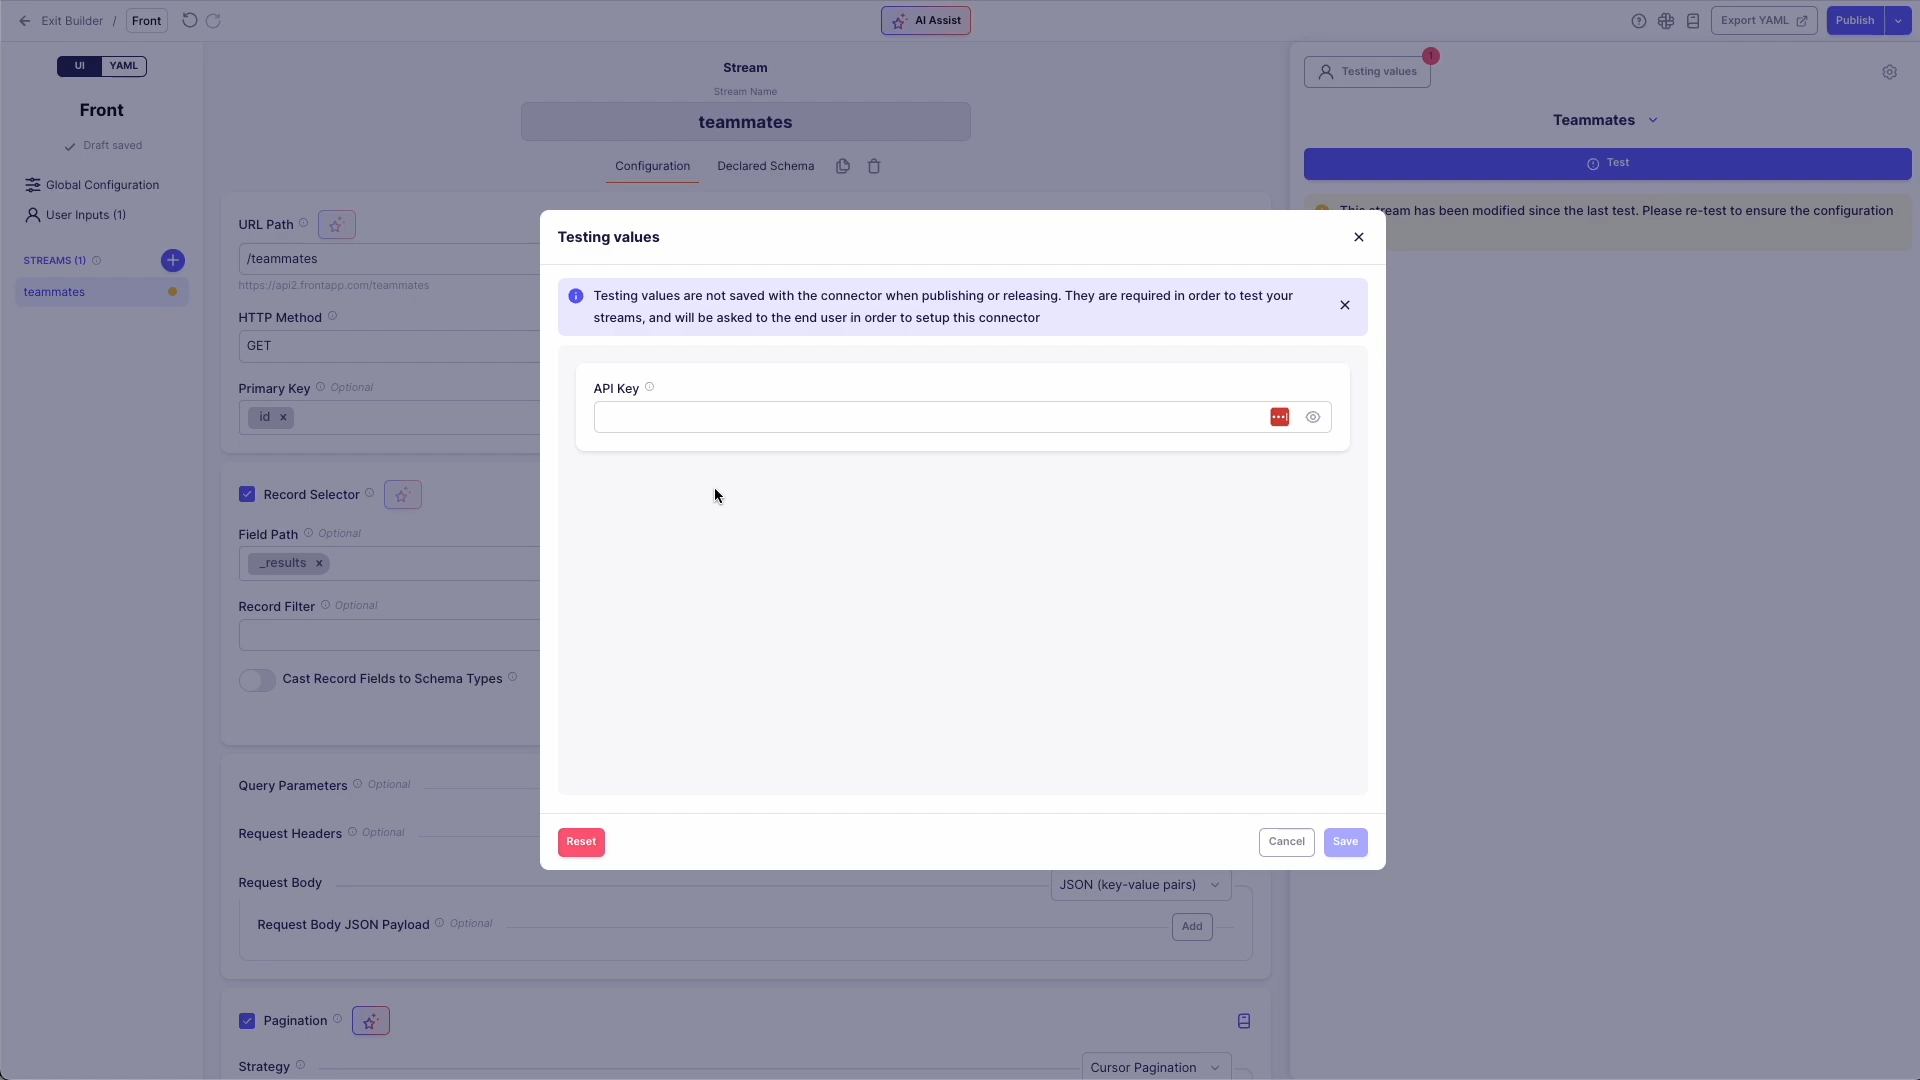 Exit Builder / Front
AI Assist
Export YAML
Publish
UI YAML
Front
Draft saved
Global Configuration
User Inputs (1)
STREAMS (1)
teammates
Stream
Stream Name
teammates
Configuration
Declared Schema
URL Path
/teammates
https://api2.frontapp.com/teammates
HTTP Method
GET
Primary Key Optional
id
Record Selector
Field Path Optional
_results
Record Filter Optional
Cast Record Fields to Schema Types
Query Parameters Optional
Request Headers Optional
Request Body
JSON (key-value pairs)
Request Body JSON Payload Optional
Add
Pagination
Strategy
Cursor Pagination
Testing values
Testing values are not saved with the connector when publishing or releasing. They are required in order to test your
streams, and will be asked to the end user in order to setup this connector
API Key
Reset
Cancel
Save
Testing values
1
Teammates
Test
This stream has been modified since the last test. Please re-test to ensure the configuration